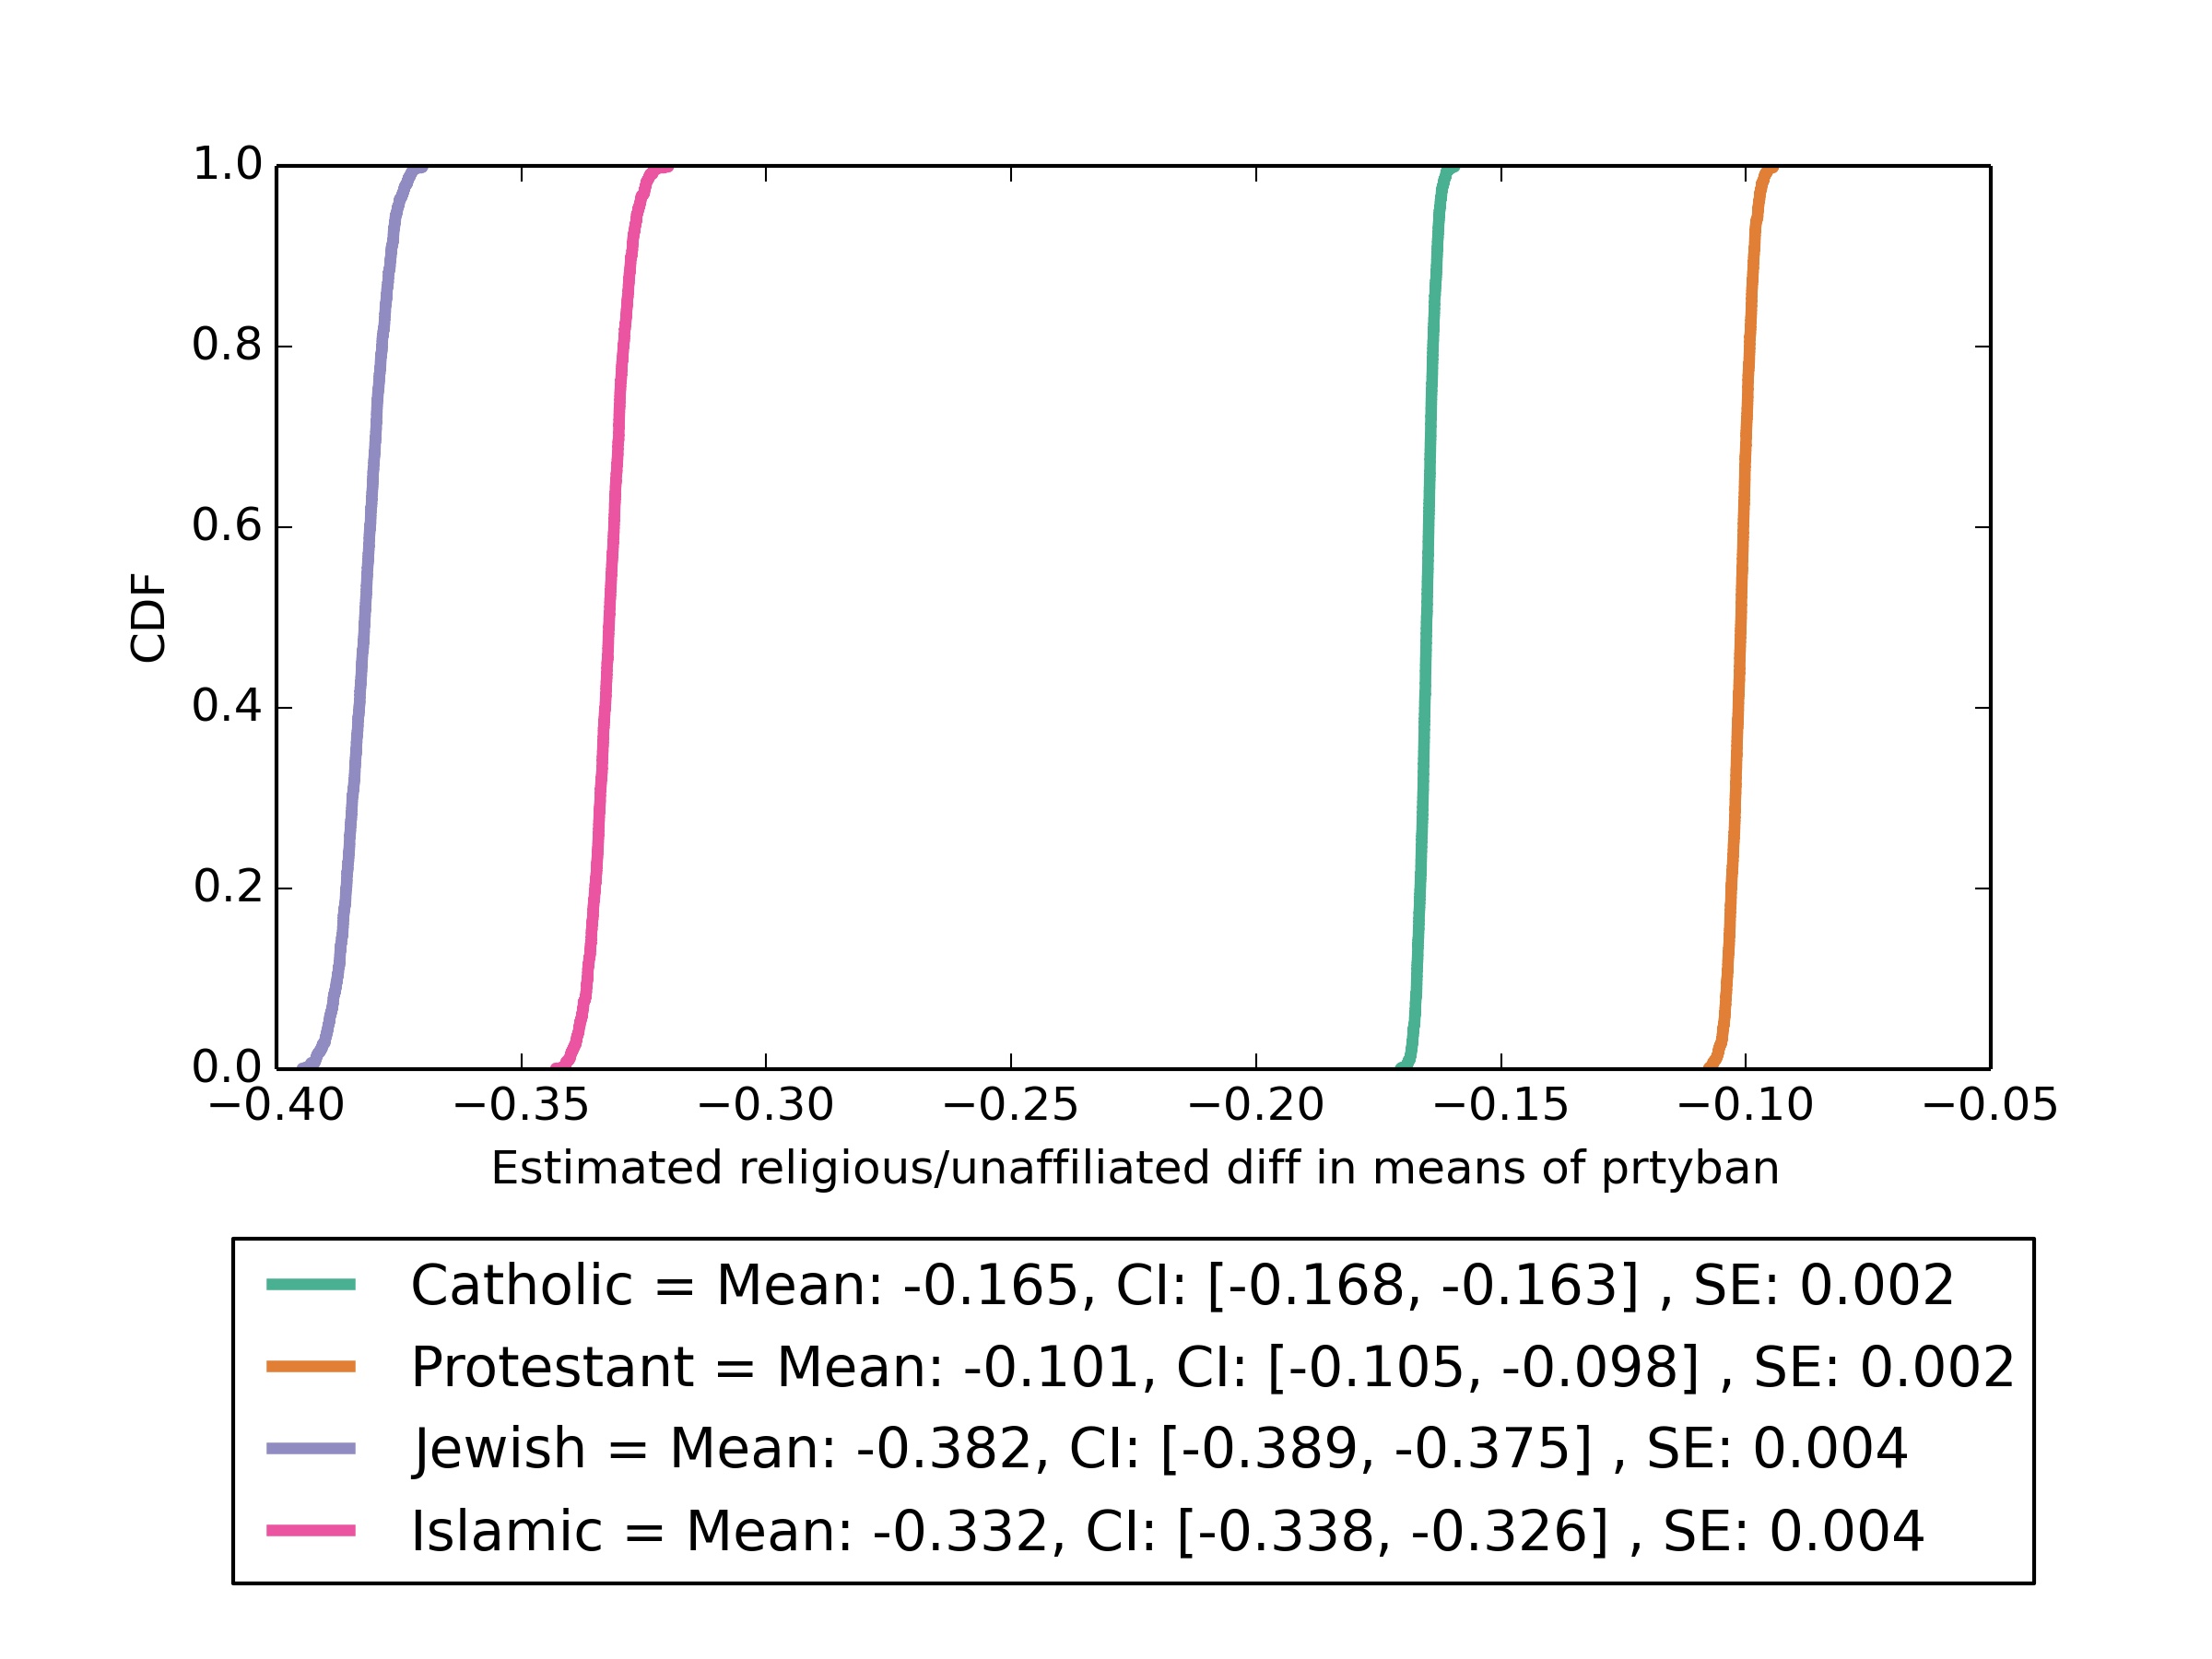 1.0
0.8
0.6
0.4
0.2
0.0
CDF
−0.40 −0.35 −0.30 −0.25 −0.20 −0.15 −0.10 −0.05
Estimated religious/unaffiliated diff in means of prtyban
Catholic = Mean: -0.165, CI: [-0.168, -0.163] , SE: 0.002
Protestant = Mean: -0.101, CI: [-0.105, -0.098] , SE: 0.002
Jewish = Mean: -0.382, CI: [-0.389, -0.375] , SE: 0.004
Islamic = Mean: -0.332, CI: [-0.338, -0.326] , SE: 0.004